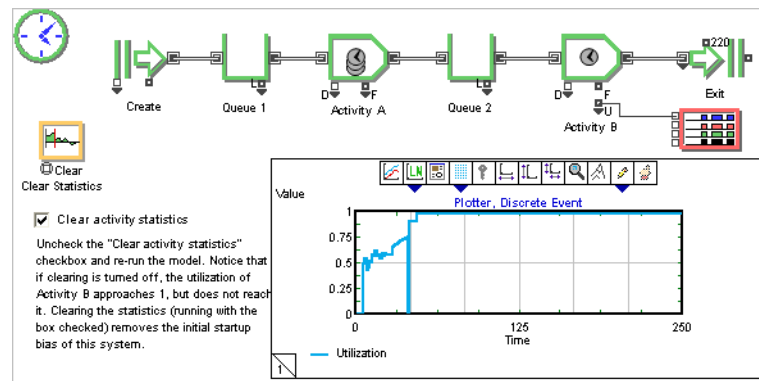 220
L
D
F
L
D
F
U
Create
Queue 1
Activity A
Queue 2
Activity B
Exit
Clear
Clear Statistics
Clear activity statistics
Uncheck the "Clear activity statistics"
checkbox and re-run the model. Notice that
if clearing is turned off, the utilization of
Activity B approaches 1, but does not reach
it. Clearing the statistics (running with the
box checked) removes the initial startup
bias of this system.
LN
Value
Plotter, Discrete Event
1
0.75
0.5
0.25
0
0
125
250
Time
Utilization
1